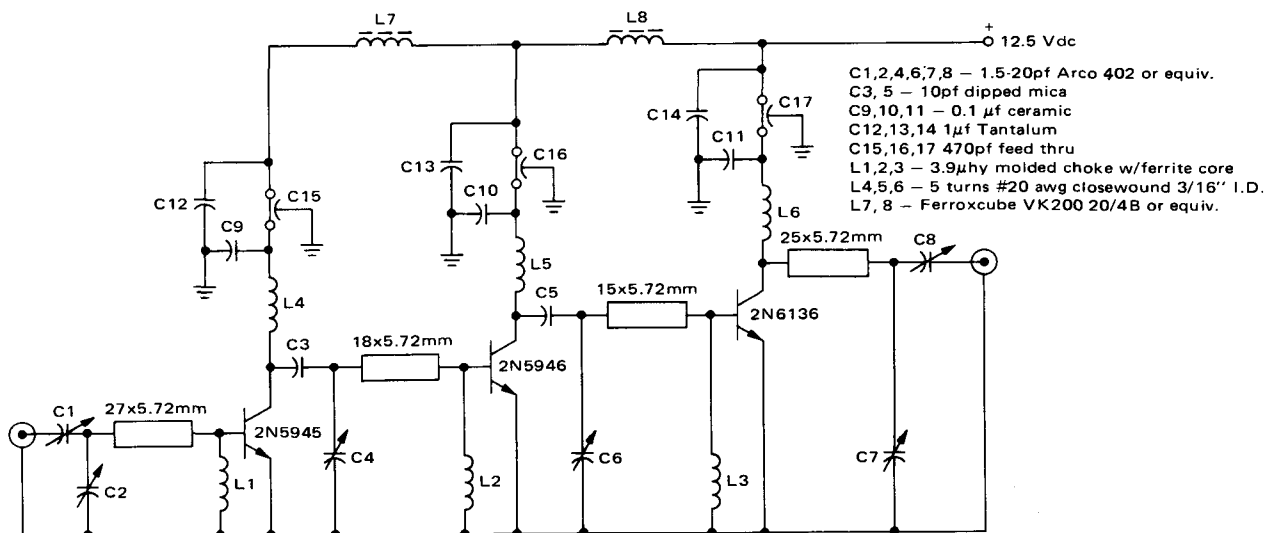 L7
L8
+
12.5 Vdc
C1,2,4,6,7,8 – 1.5-20pf Arco 402 or equiv.
C3, 5 – 10pf dipped mica
C9,10,11 – 0.1 μf ceramic
C12,13,14 1μf Tantalum
C15,16,17 470pf feed thru
L1,2,3 – 3.9μhy molded choke w/ferrite core
L4,5,6 – 5 turns #20 awg closewound 3/16" I.D.
L7, 8 – Ferroxcube VK200 20/4B or equiv.
C14
C17
C11
C13
C16
C10
C12
C15
C9
L6
25x5.72mm
C8
L5
C5
15x5.72mm
2N6136
L4
C3
18x5.72mm
2N5946
C1
27x5.72mm
2N5945
C4
C6
C7
C2
L1
L2
L3